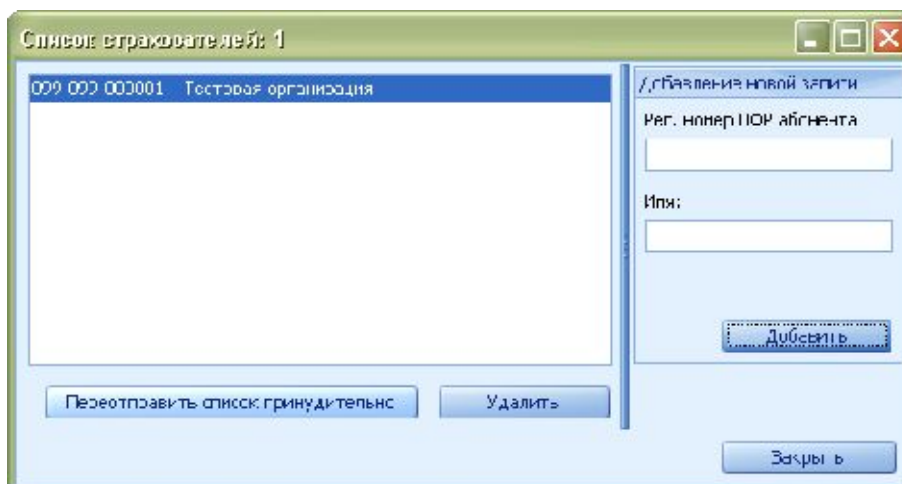 Список страхователей: 1
099-099-000001 Тестовая организация
Добавление новой записи
Рег. номер ПФР абонента
Имя:
Добавить
Переотправить список принудительно
Удалить
Закрыть